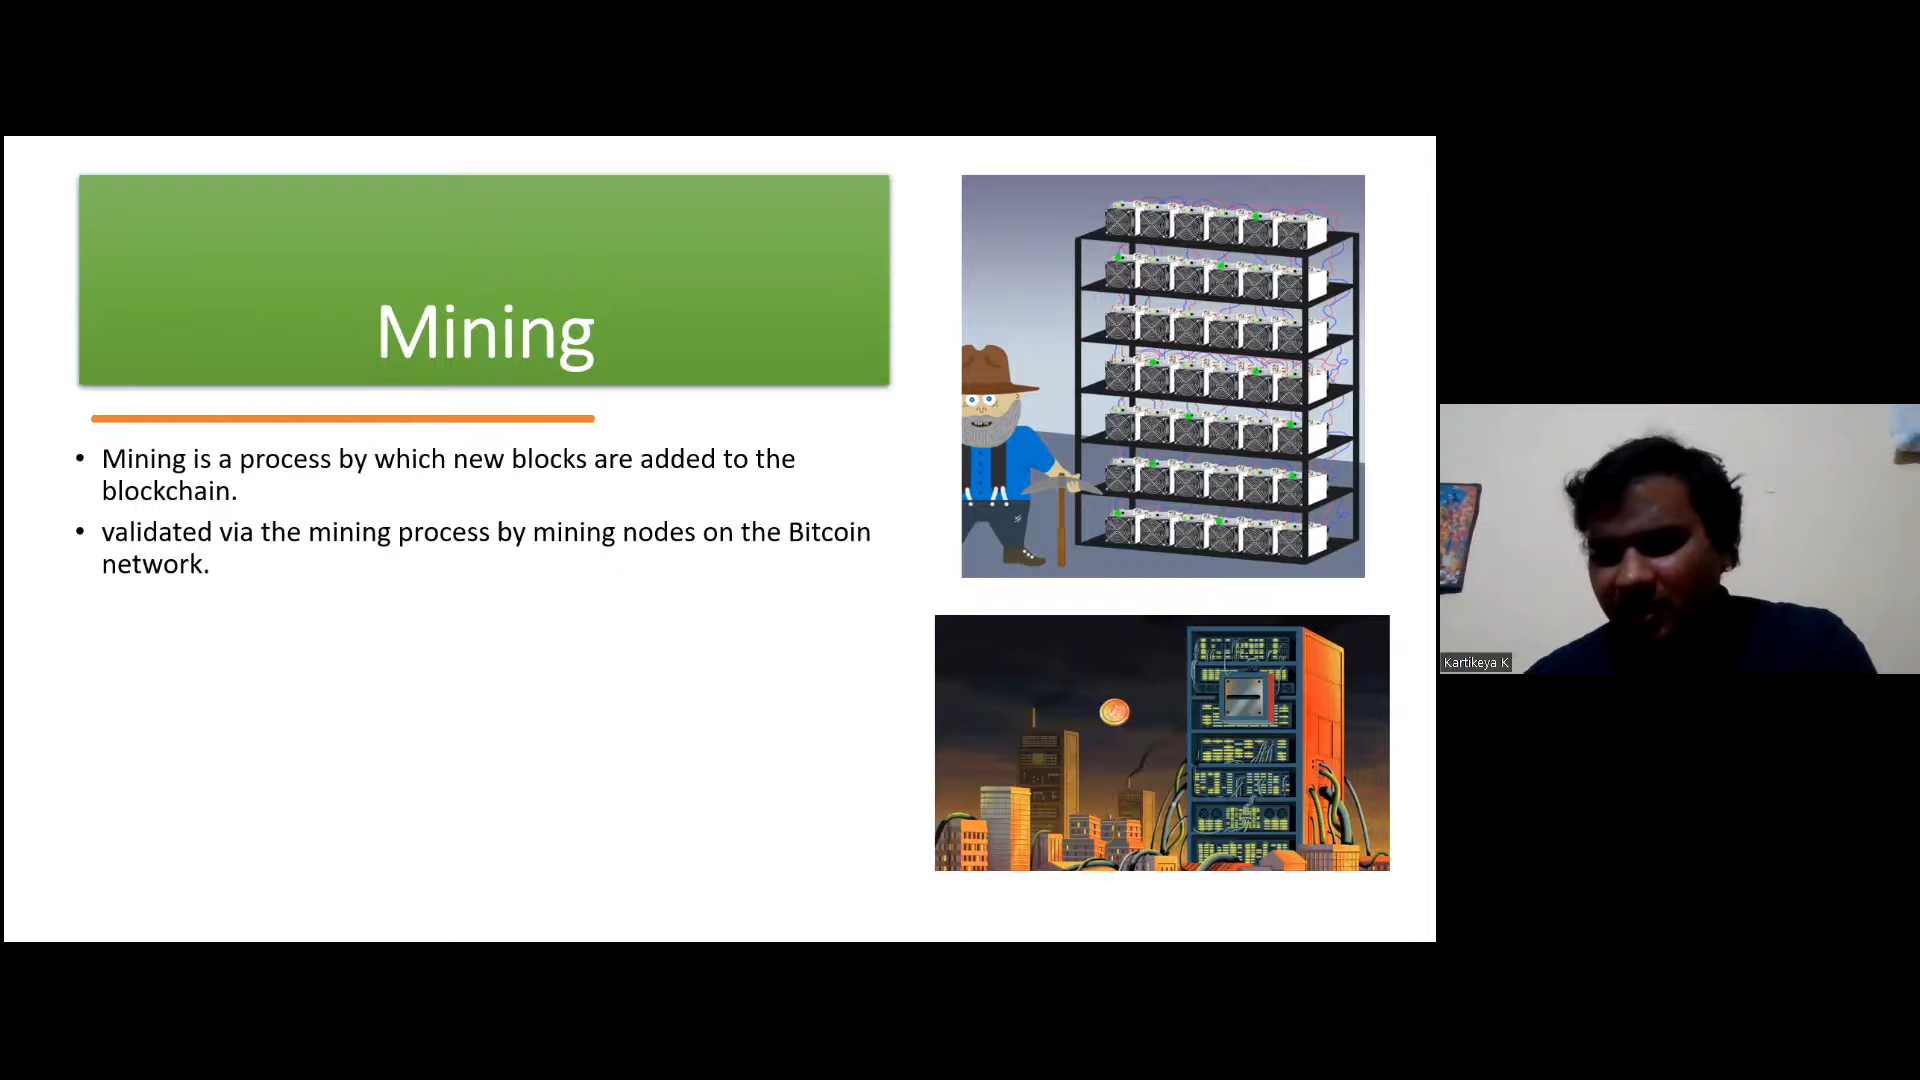 Mining
• Mining is a process by which new blocks are added to the
blockchain.
• validated via the mining process by mining nodes on the Bitcoin
network.
Kartikeya K